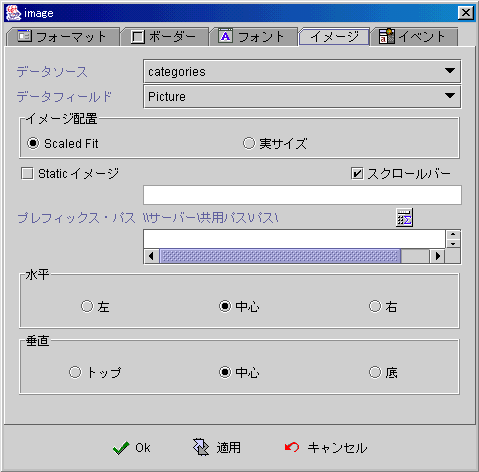 image
フォーマット ボーダー フォント イメージ イベント
データソース categories
データフィールド Picture
イメージ配置
Scaled Fit 実サイズ
Static イメージ スクロールバー
プレフィックス・パス \\サーバー\共用パス\パス\
水平
左 中心 右
垂直
トップ 中心 底
Ok 適用 キャンセル